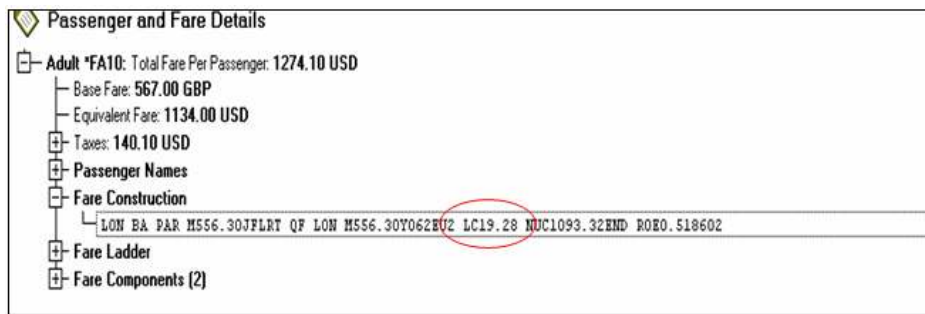 Passenger and Fare Details
Adult *FA10: Total Fare Per Passenger: 1274.10 USD
Base Fare: 567.00 GBP
Equivalent Fare: 1134.00 USD
Taxes: 140.10 USD
Passenger Names
Fare Construction
LON BA PAR M556.30JFLRT QF LON M556.30Y062EU2 LC19.28 NUC1093.32END ROE0.518602
Fare Ladder
Fare Components (2)